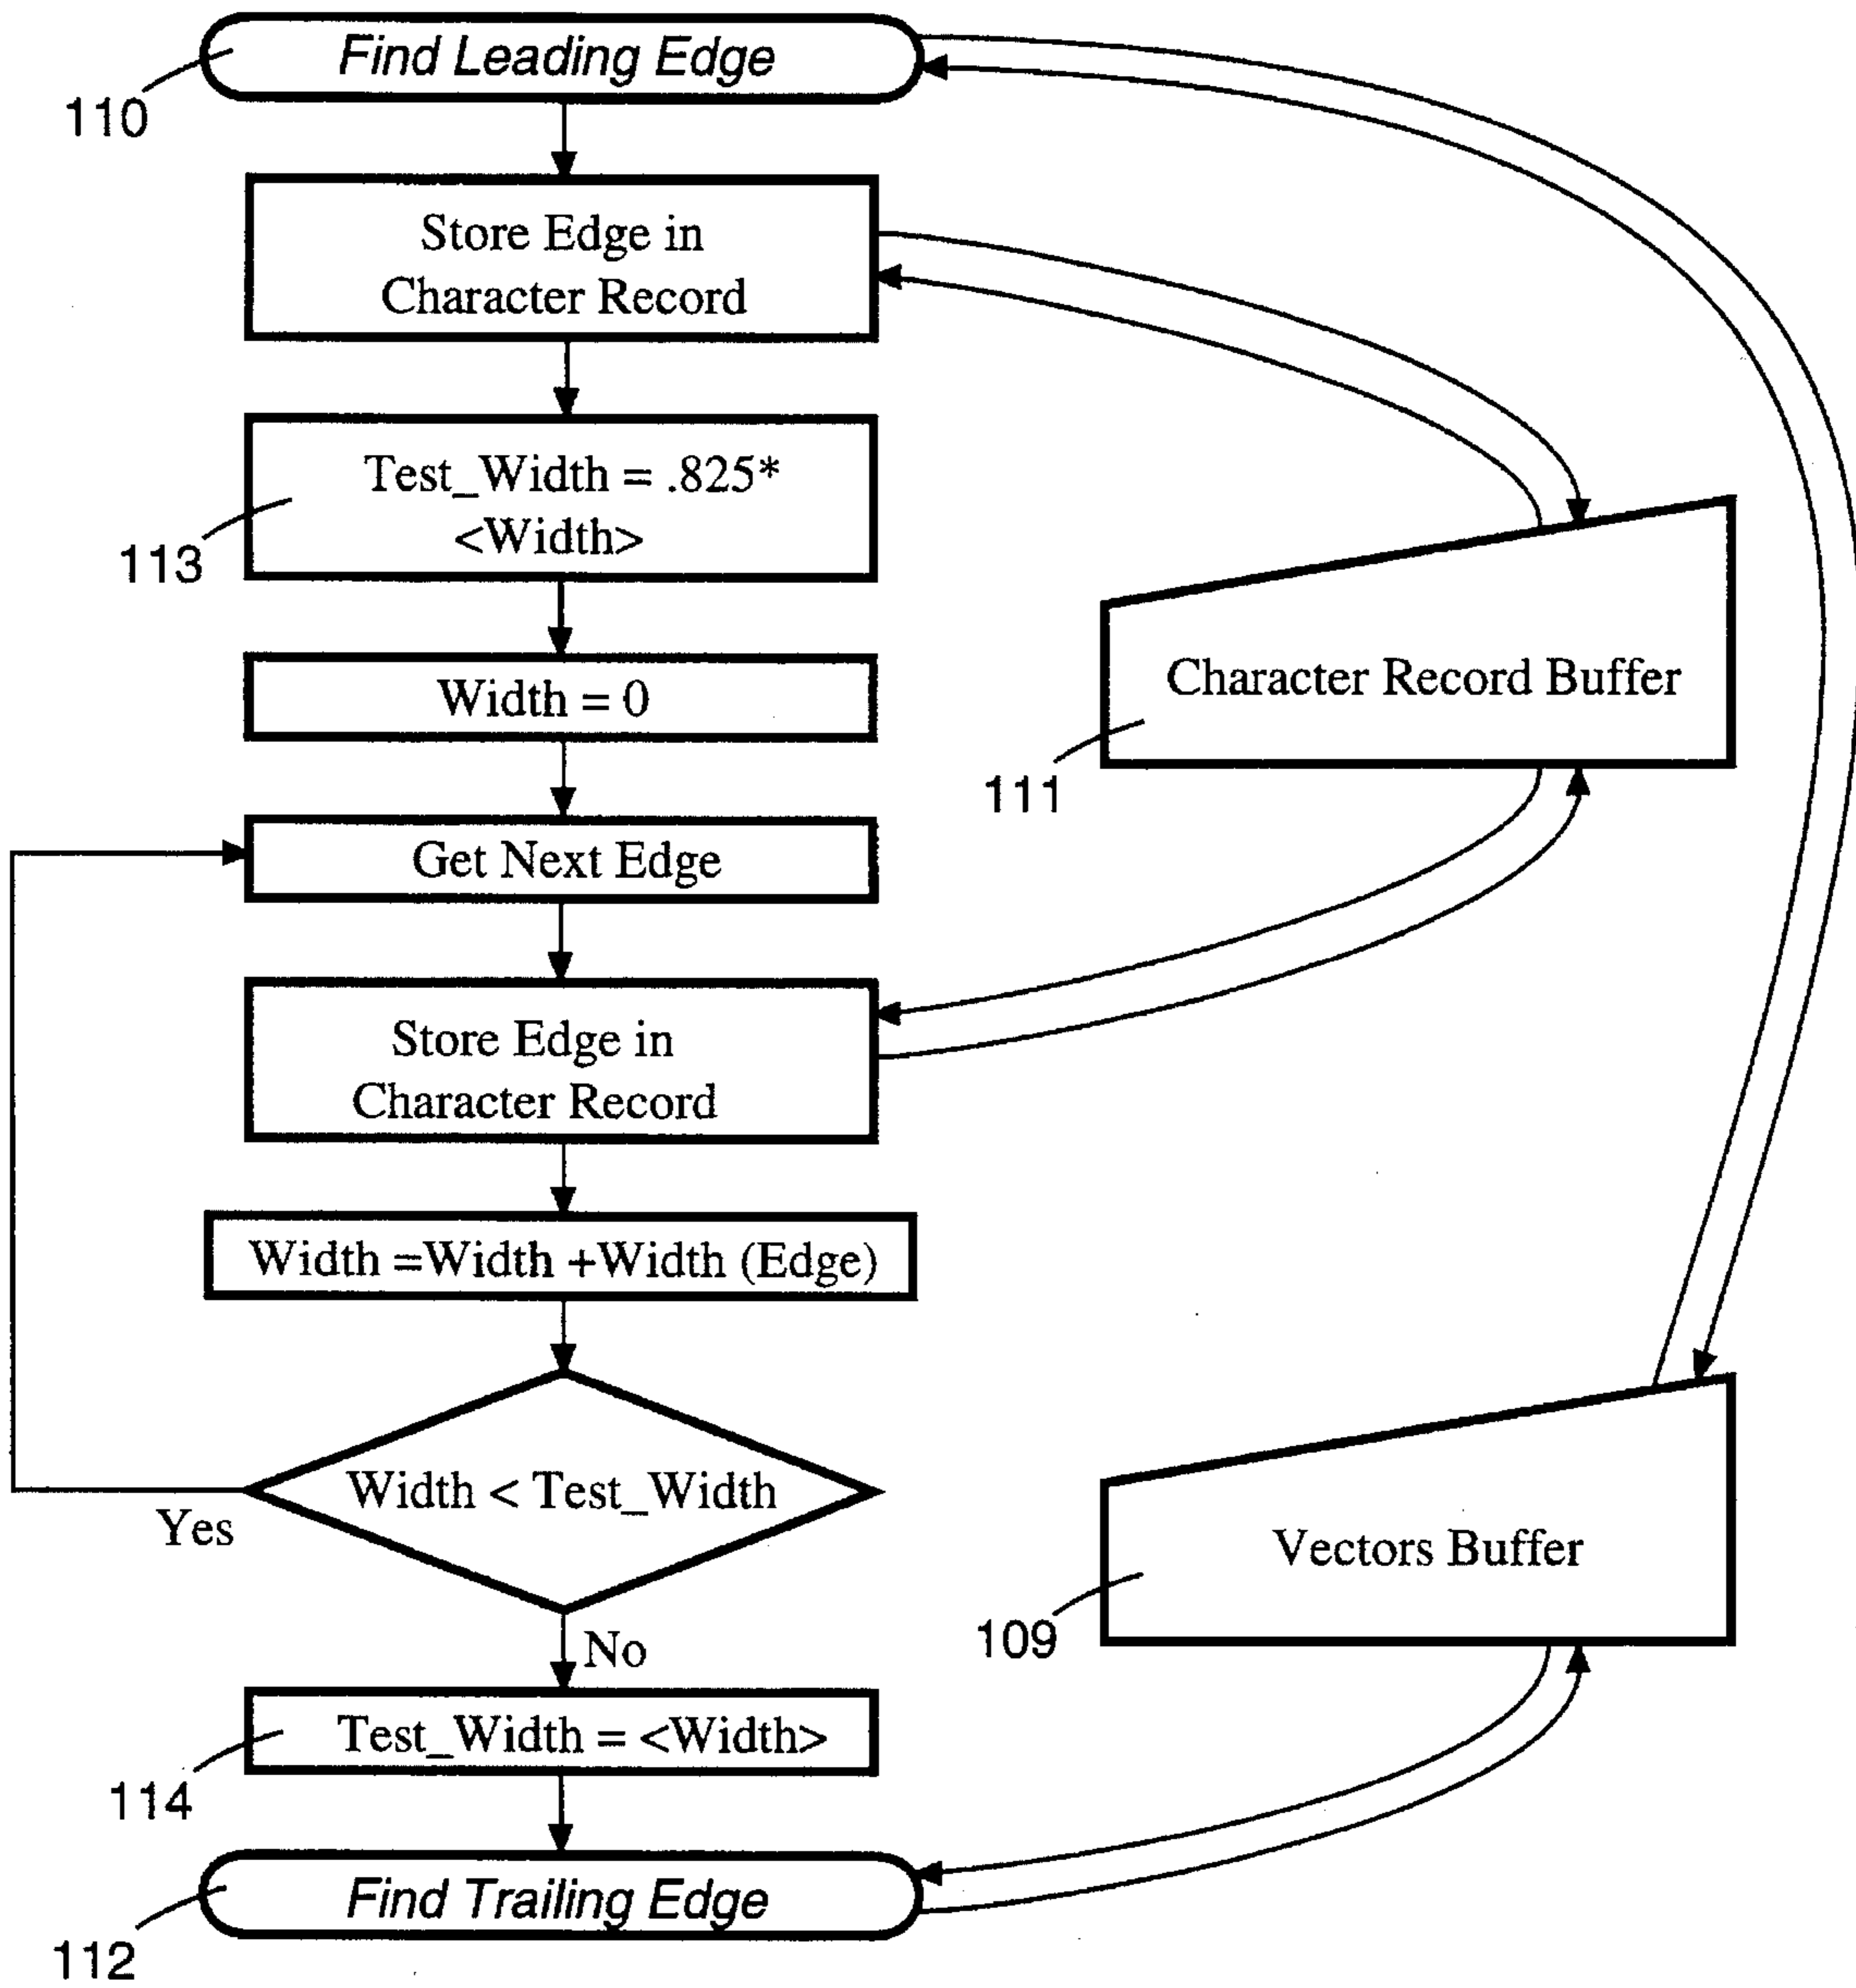 Find Leading Edge
110
Store Edge in
Character Record
Test_Width = .825*
<Width>
113
Width = 0
Character Record Buffer
111
Get Next Edge
Store Edge in
Character Record
Width =Width +Width (Edge)
Width < Test_Width
Yes
Vectors Buffer
109
No
Test_Width = <Width>
114
Find Trailing Edge
112